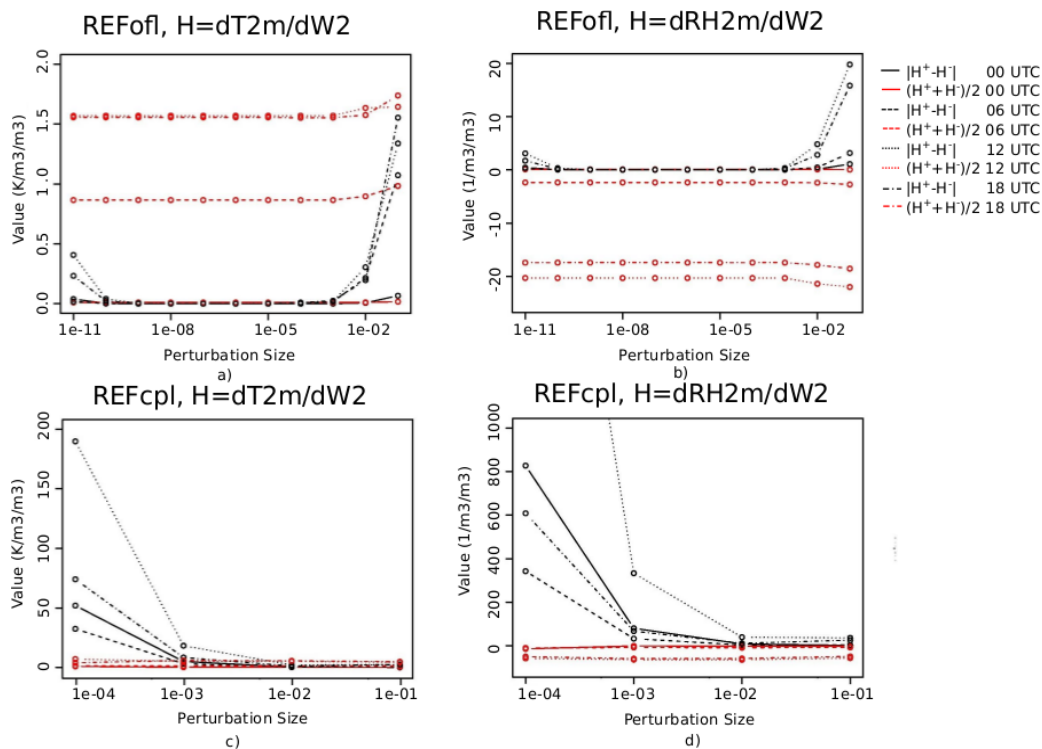 REFofl, H=dT2m/dW2
Value (K/m3/m3)
2.0
1.5
1.0
0.5
0.0
1e-11
1e-08
1e-05
1e-02
Perturbation Size
a)
REFofl, H=dRH2m/dW2
Value (1/m3/m3)
20
10
0
-10
-20
1e-11
1e-08
1e-05
1e-02
Perturbation Size
b)
|H⁺-H⁻| 00 UTC
(H⁺+H⁻)/2 00 UTC
|H⁺-H⁻| 06 UTC
(H⁺+H⁻)/2 06 UTC
|H⁺-H⁻| 12 UTC
(H⁺+H⁻)/2 12 UTC
|H⁺-H⁻| 18 UTC
(H⁺+H⁻)/2 18 UTC
REFcpl, H=dT2m/dW2
Value (K/m3/m3)
200
150
100
50
0
1e-04
1e-03
1e-02
1e-01
Perturbation Size
c)
REFcpl, H=dRH2m/dW2
Value (1/m3/m3)
1000
800
600
400
200
0
1e-04
1e-03
1e-02
1e-01
Perturbation Size
d)